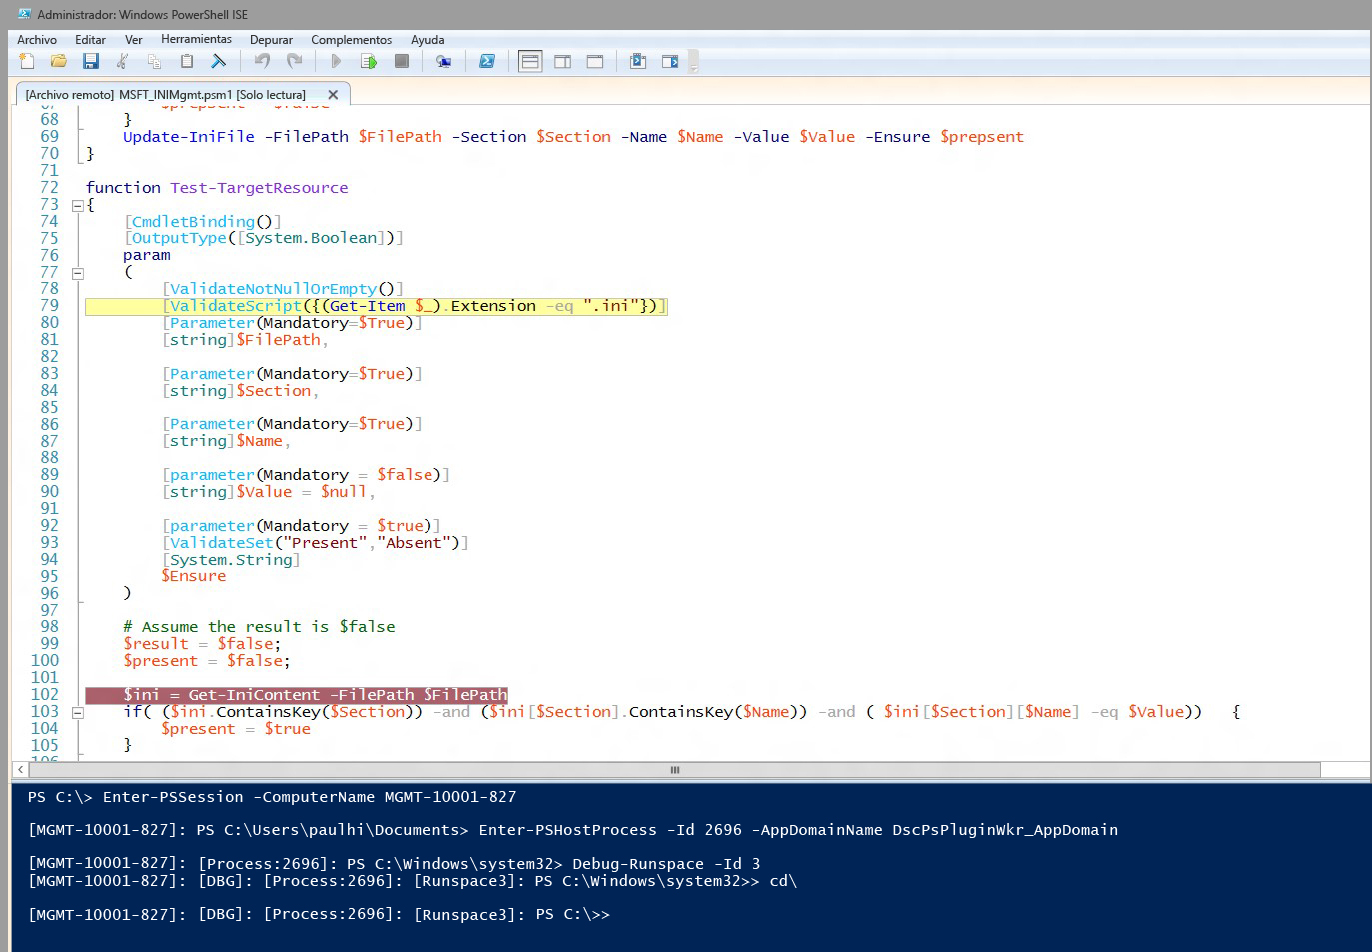 Administrador: Windows PowerShell ISE
Archivo Editar Ver Herramientas Depurar Complementos Ayuda
[Archivo remoto] MSFT_INIMgmt.psm1 [Solo lectura]
68 }
69 Update-IniFile -FilePath $FilePath -Section $Section -Name $Name -Value $Value -Ensure $prepsent
70 }
71
72 function Test-TargetResource
73 {
74 [CmdletBinding()]
75 [OutputType([System.Boolean])]
76 param
77 (
78 [ValidateNotNullOrEmpty()]
79 [ValidateScript({(Get-Item $_).Extension -eq ".ini"})]
80 [Parameter(Mandatory=$True)]
81 [string]$FilePath,
82
83 [Parameter(Mandatory=$True)]
84 [string]$Section,
85
86 [Parameter(Mandatory=$True)]
87 [string]$Name,
88
89 [parameter(Mandatory = $false)]
90 [string]$Value = $null,
91
92 [parameter(Mandatory = $true)]
93 [ValidateSet("Present","Absent")]
94 [System.String]
95 $Ensure
96 )
97
98 # Assume the result is $false
99 $result = $false;
100 $present = $false;
101
102 $ini = Get-IniContent -FilePath $FilePath
103 if( ($ini.ContainsKey($Section)) -and ($ini[$Section].ContainsKey($Name)) -and ( $ini[$Section][$Name] -eq $Value)) {
104 $present = $true
105 }
PS C:\> Enter-PSSession -ComputerName MGMT-10001-827
[MGMT-10001-827]: PS C:\Users\paulhi\Documents> Enter-PSHostProcess -Id 2696 -AppDomainName DscPsPluginWkr_AppDomain
[MGMT-10001-827]: [Process:2696]: PS C:\Windows\system32> Debug-Runspace -Id 3
[MGMT-10001-827]: [DBG]: [Process:2696]: [Runspace3]: PS C:\Windows\system32>> cd\
[MGMT-10001-827]: [DBG]: [Process:2696]: [Runspace3]: PS C:\>>